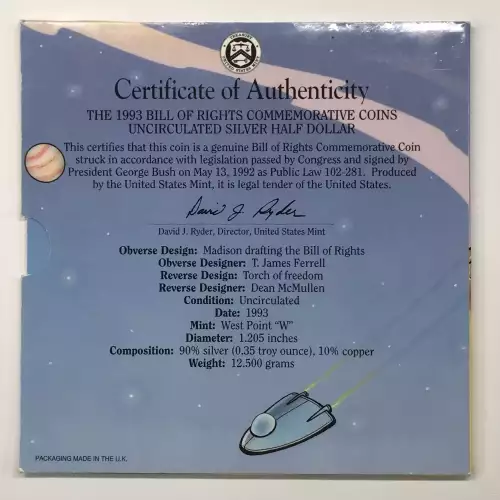 Certificate of Authenticity
THE 1993 BILL OF RIGHTS COMMEMORATIVE COINS
UNCIRCULATED SILVER HALF DOLLAR
This certifies that this coin is a genuine Bill of Rights Commemorative Coin
struck in accordance with legislation passed by Congress and signed by
President George Bush on May 13, 1992 as Public Law 102-281. Produced
by the United States Mint, it is legal tender of the United States.
David J. Ryder
David J. Ryder, Director, United States Mint
Obverse Design: Madison drafting the Bill of Rights
Obverse Designer: T. James Ferrell
Reverse Design: Torch of freedom
Reverse Designer: Dean McMullen
Condition: Uncirculated
Date: 1993
Mint: West Point "W"
Diameter: 1.205 inches
Composition: 90% silver (0.35 troy ounce), 10% copper
Weight: 12.500 grams
PACKAGING MADE IN THE U.K.